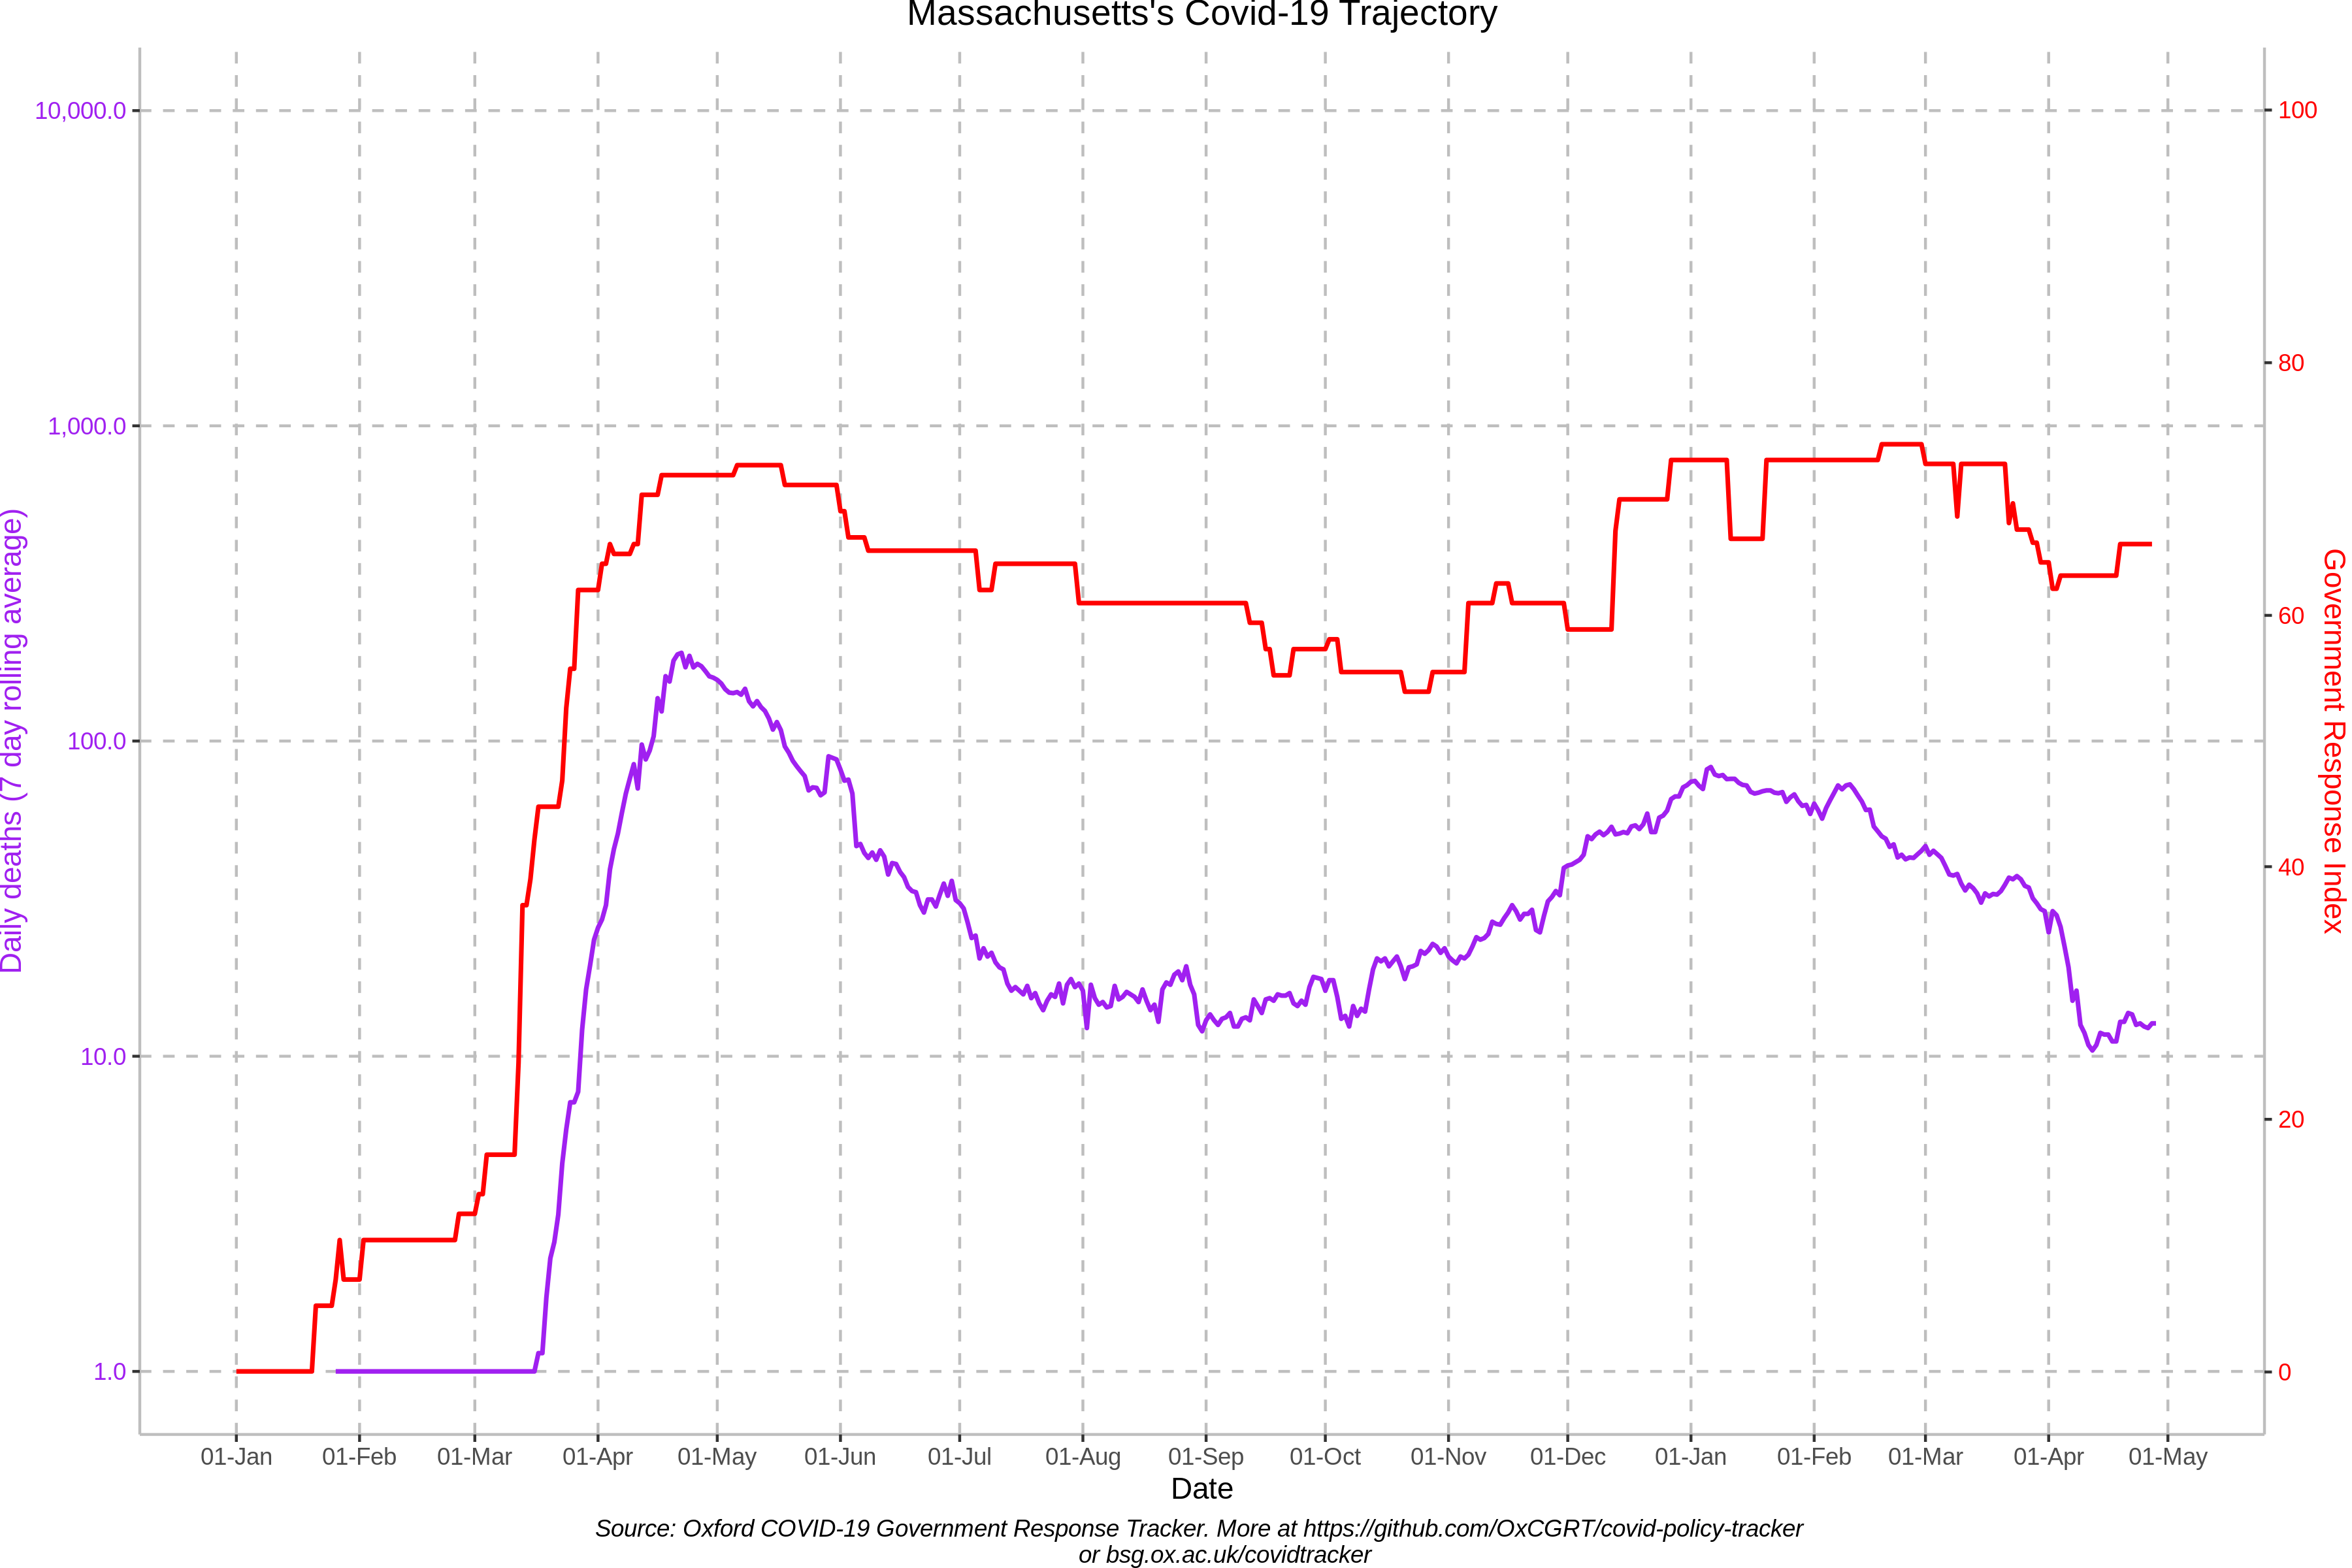 Massachusetts's Covid-19 Trajectory
10,000.0
1,000.0
100.0
10.0
1.0
Daily deaths (7 day rolling average)
100
80
60
40
20
0
Government Response Index
01-Jan 01-Feb 01-Mar 01-Apr 01-May 01-Jun 01-Jul 01-Aug 01-Sep 01-Oct 01-Nov 01-Dec 01-Jan 01-Feb 01-Mar 01-Apr 01-May
Date
Source: Oxford COVID-19 Government Response Tracker. More at https://github.com/OxCGRT/covid-policy-tracker
or bsg.ox.ac.uk/covidtracker